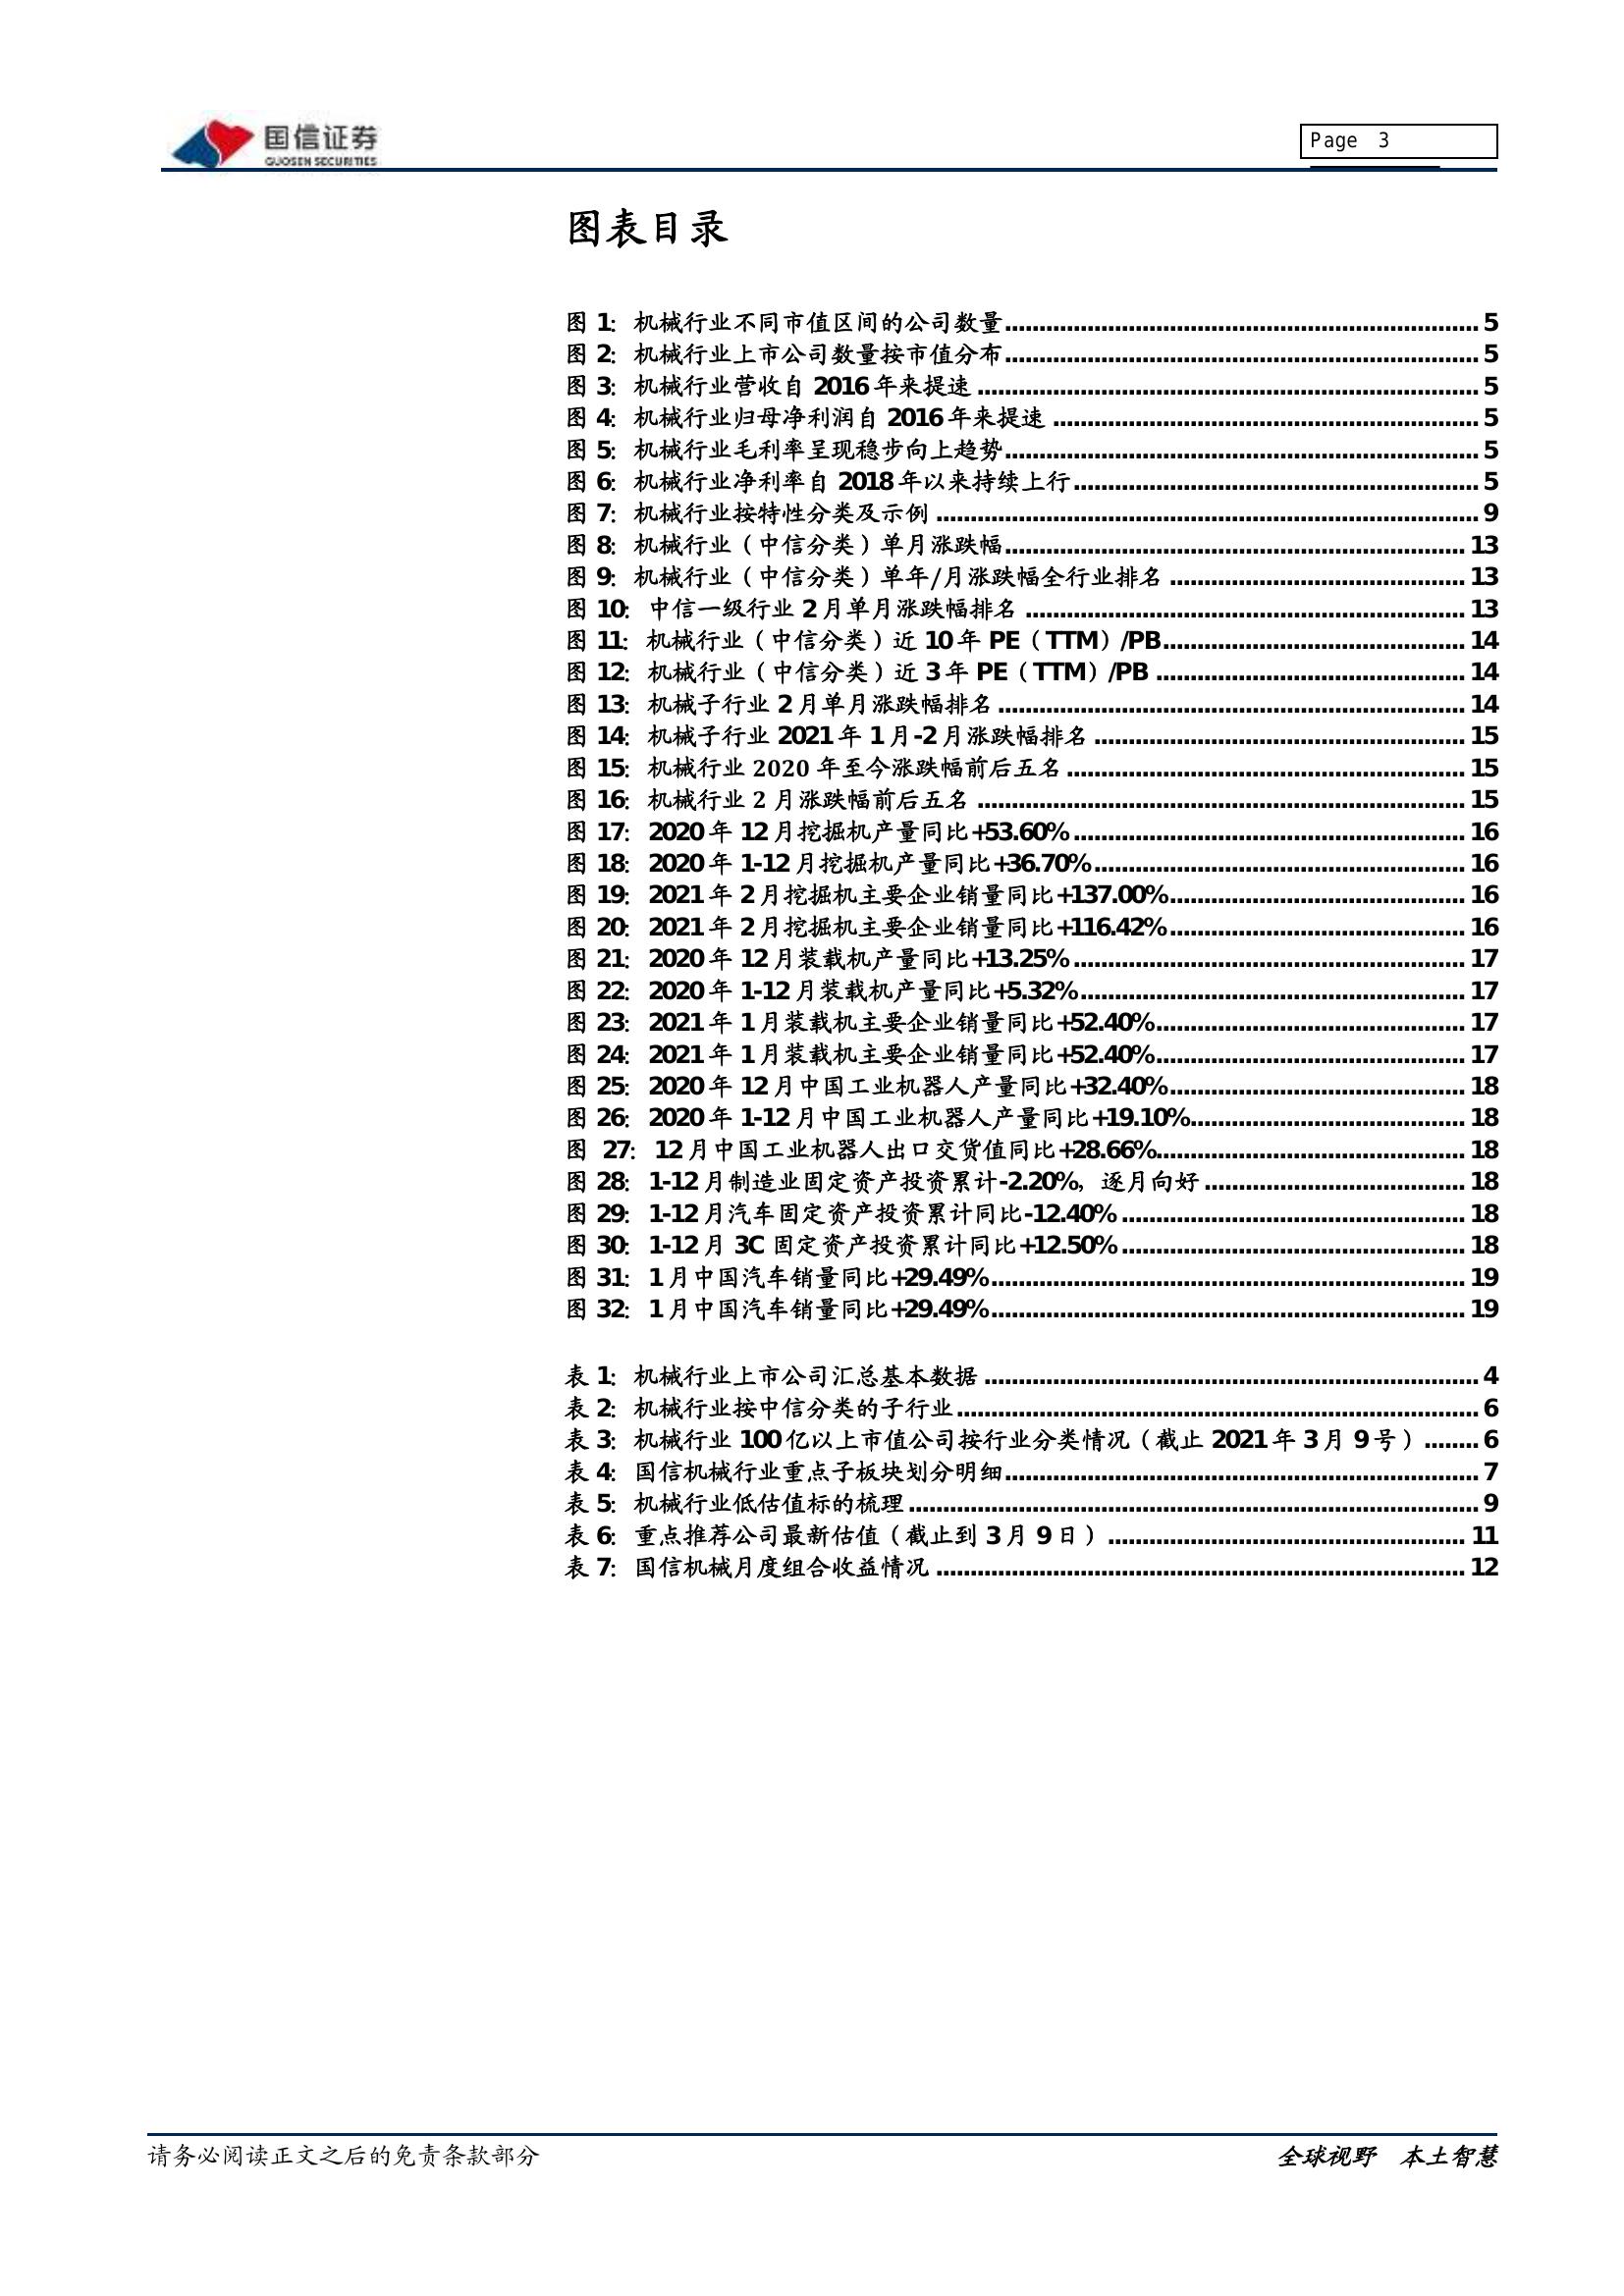 国信证券
GUOSEN SECURITIES
Page 3
图表目录
图 1：机械行业不同市值区间的公司数量 5
图 2：机械行业上市公司数量按市值分布 5
图 3：机械行业营收自 2016 年来提速 5
图 4：机械行业归母净利润自 2016 年来提速 5
图 5：机械行业毛利率呈现稳步向上趋势 5
图 6：机械行业净利率自 2018 年以来持续上行 5
图 7：机械行业按特性分类及示例 9
图 8：机械行业（中信分类）单月涨跌幅 13
图 9：机械行业（中信分类）单年/月涨跌幅全行业排名 13
图 10：中信一级行业 2 月单月涨跌幅排名 13
图 11：机械行业（中信分类）近 10 年 PE（TTM）/PB 14
图 12：机械行业（中信分类）近 3 年 PE（TTM）/PB 14
图 13：机械子行业 2 月单月涨跌幅排名 14
图 14：机械子行业 2021 年 1 月-2 月涨跌幅排名 15
图 15：机械行业 2020 年至今涨跌幅前后五名 15
图 16：机械行业 2 月涨跌幅前后五名 15
图 17：2020 年 12 月挖掘机产量同比+53.60% 16
图 18：2020 年 1-12 月挖掘机产量同比+36.70% 16
图 19：2021 年 2 月挖掘机主要企业销量同比+137.00% 16
图 20：2021 年 2 月挖掘机主要企业销量同比+116.42% 16
图 21：2020 年 12 月装载机产量同比+13.25% 17
图 22：2020 年 1-12 月装载机产量同比+5.32% 17
图 23：2021 年 1 月装载机主要企业销量同比+52.40% 17
图 24：2021 年 1 月装载机主要企业销量同比+52.40% 17
图 25：2020 年 12 月中国工业机器人产量同比+32.40% 18
图 26：2020 年 1-12 月中国工业机器人产量同比+19.10% 18
图 27：12 月中国工业机器人出口交货值同比+28.66% 18
图 28：1-12 月制造业固定资产投资累计-2.20%，逐月向好 18
图 29：1-12 月汽车固定资产投资累计同比-12.40% 18
图 30：1-12 月 3C 固定资产投资累计同比+12.50% 18
图 31：1 月中国汽车销量同比+29.49% 19
图 32：1 月中国汽车销量同比+29.49% 19
表 1：机械行业上市公司汇总基本数据 4
表 2：机械行业按中信分类的子行业 6
表 3：机械行业 100 亿以上市值公司按行业分类情况（截止 2021 年 3 月 9 号） 6
表 4：国信机械行业重点子板块划分明细 7
表 5：机械行业低估值标的梳理 9
表 6：重点推荐公司最新估值（截止到 3 月 9 日） 11
表 7：国信机械月度组合收益情况 12
请务必阅读正文之后的免责条款部分
全球视野 本土智慧